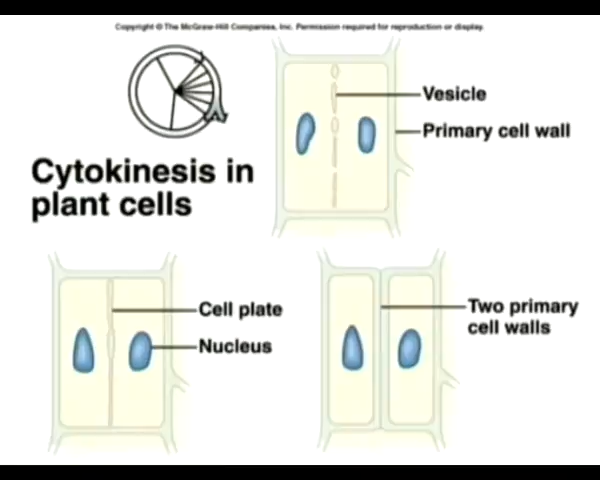 Copyright © The McGraw-Hill Companies, Inc. Permission required for reproduction or display.
Cytokinesis in
plant cells
Vesicle
Primary cell wall
Cell plate
Nucleus
Two primary
cell walls